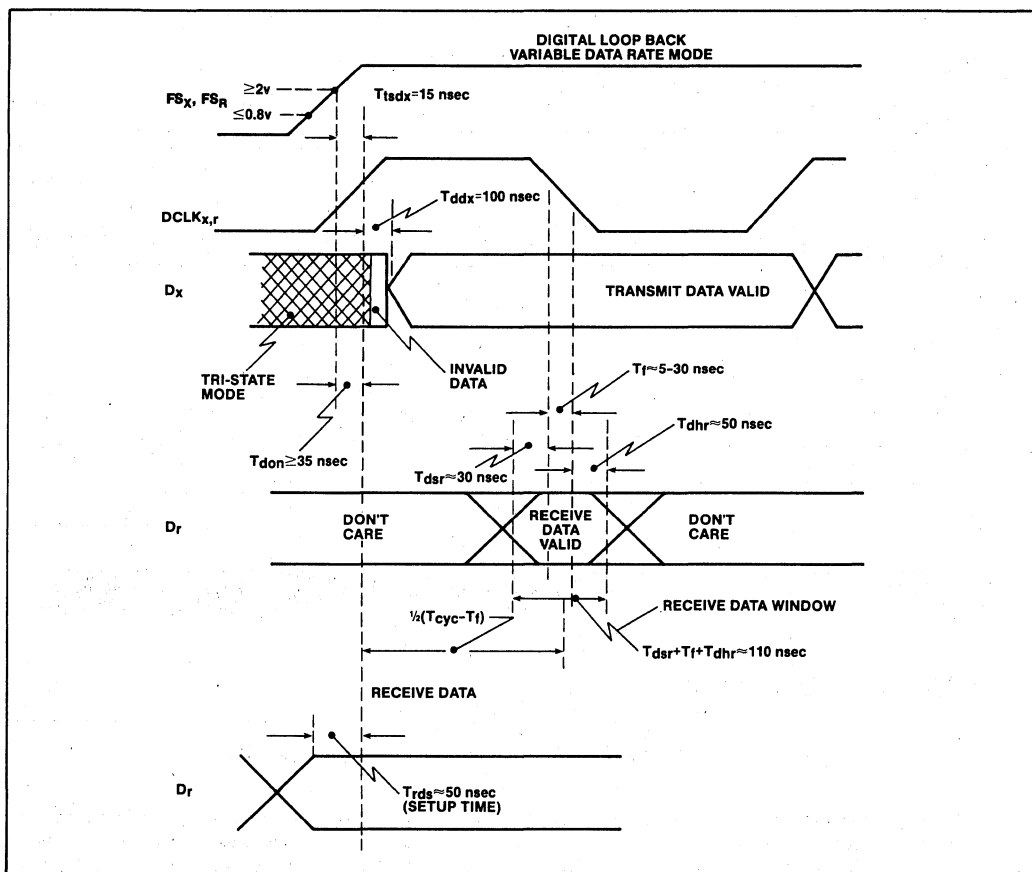 DIGITAL LOOP BACK
VARIABLE DATA RATE MODE
≥2v
FSX, FSR
≤0.8v
Ttsdx=15 nsec
Tddx=100 nsec
DCLKx,r
Dx
TRANSMIT DATA VALID
TRI-STATE
MODE
INVALID
DATA
Tf≈5-30 nsec
Tdhr≈50 nsec
Tdon≥35 nsec
Tdsr≈30 nsec
Dr
DON'T
CARE
RECEIVE
DATA
VALID
DON'T
CARE
½(Tcyc-Tf)
RECEIVE DATA WINDOW
Tdsr+Tf+Tdhr≈110 nsec
RECEIVE DATA
Dr
Trds≈50 nsec
(SETUP TIME)